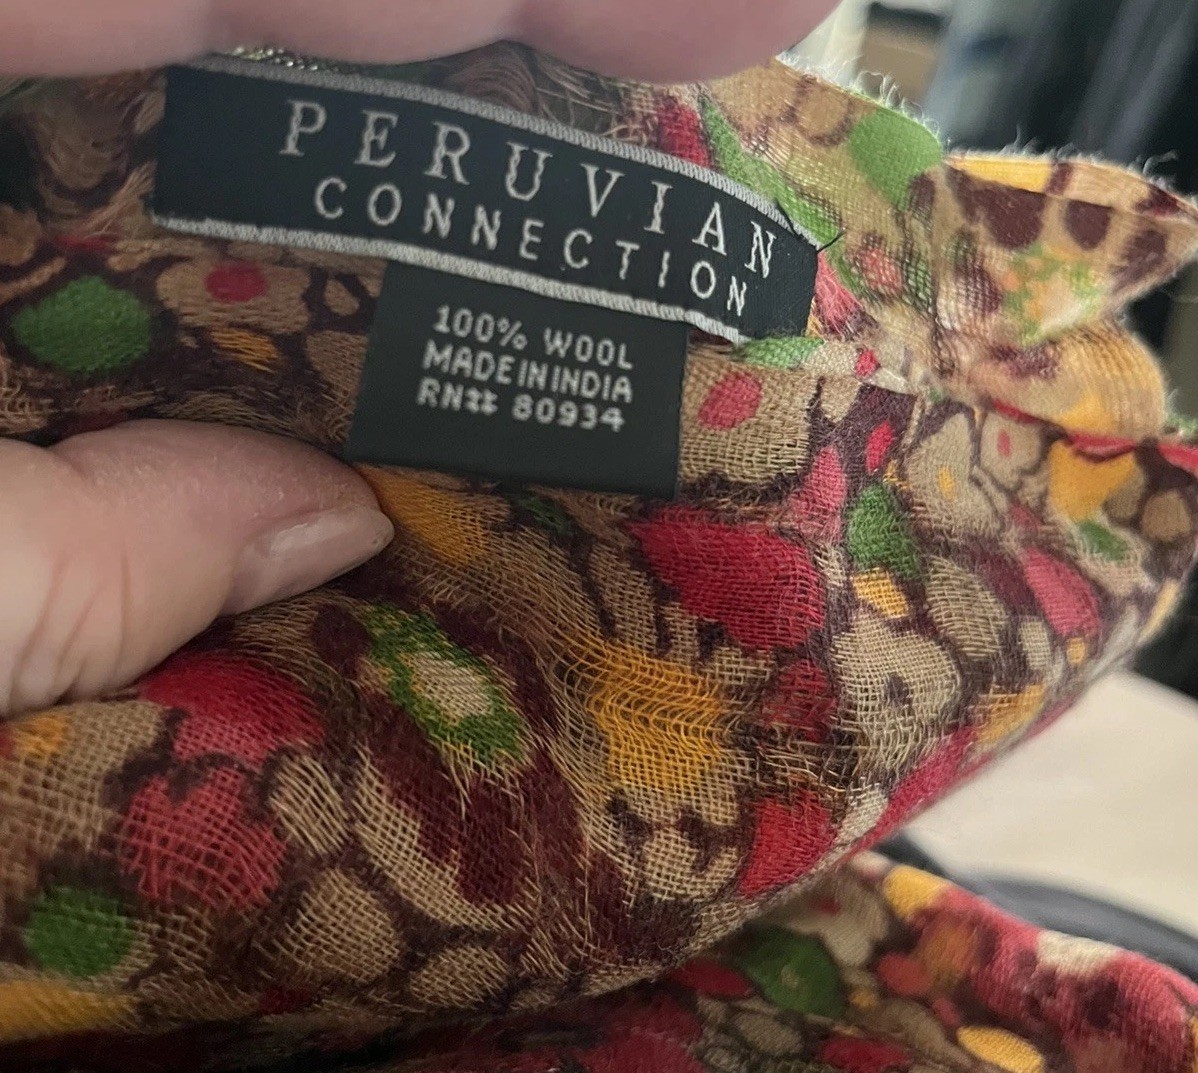 PERUVIAN
CONNECTION
100% WOOL
MADE IN INDIA
RN# 80934